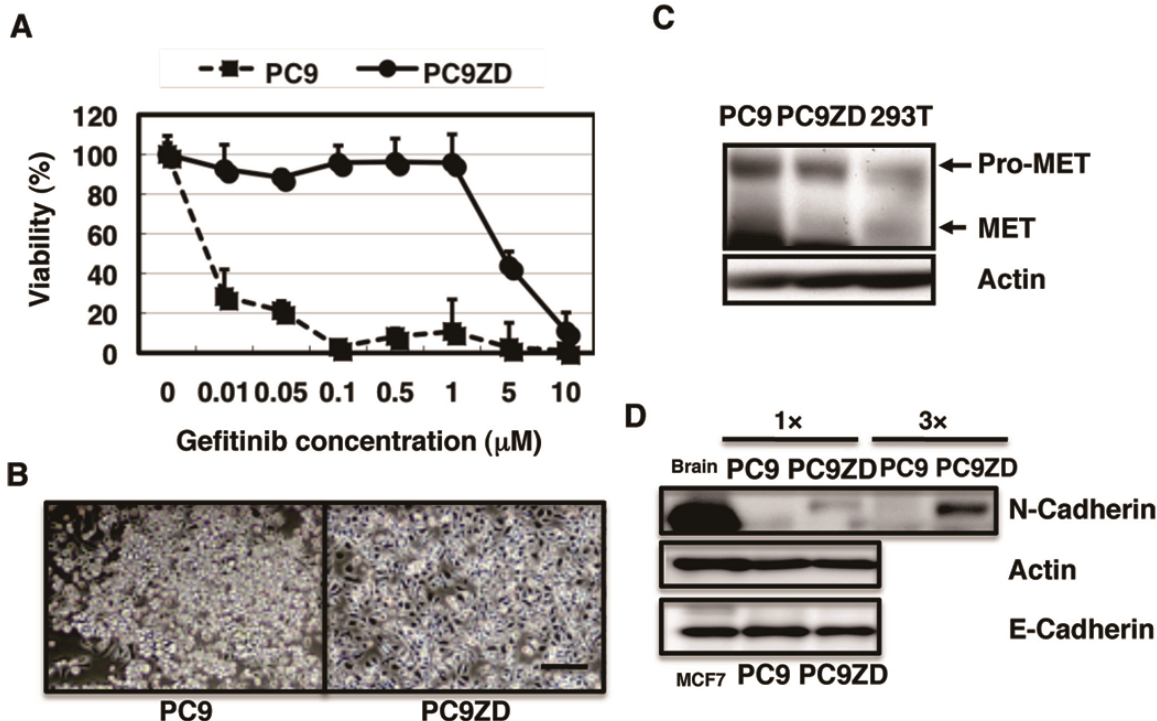 A
PC9 PC9ZD
120
100
80
60
40
20
0
Viability (%)
0 0.01 0.05 0.1 0.5 1 5 10
Gefitinib concentration (μM)
B
PC9 PC9ZD
C
PC9 PC9ZD 293T
Pro-MET
MET
Actin
D
1× 3×
Brain PC9 PC9ZD PC9 PC9ZD
N-Cadherin
Actin
E-Cadherin
MCF7 PC9 PC9ZD